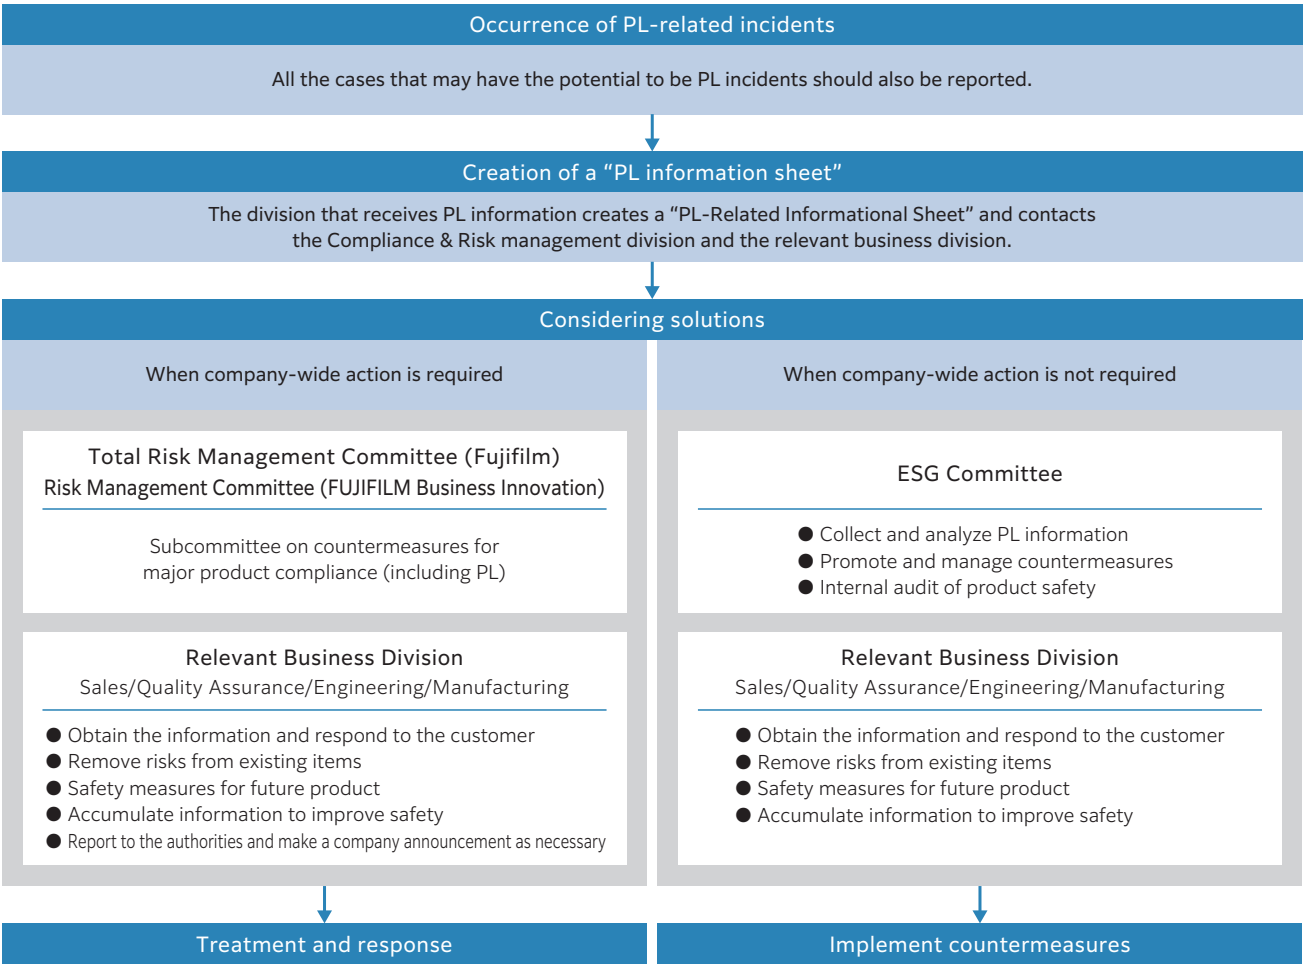 Occurrence of PL-related incidents
All the cases that may have the potential to be PL incidents should also be reported.
Creation of a “PL information sheet”
The division that receives PL information creates a “PL-Related Informational Sheet” and contacts
the Compliance & Risk management division and the relevant business division.
Considering solutions
When company-wide action is required
Total Risk Management Committee (Fujifilm)
Risk Management Committee (FUJIFILM Business Innovation)
Subcommittee on countermeasures for
major product compliance (including PL)
Relevant Business Division
Sales/Quality Assurance/Engineering/Manufacturing
● Obtain the information and respond to the customer
● Remove risks from existing items
● Safety measures for future product
● Accumulate information to improve safety
● Report to the authorities and make a company announcement as necessary
Treatment and response
When company-wide action is not required
ESG Committee
● Collect and analyze PL information
● Promote and manage countermeasures
● Internal audit of product safety
Relevant Business Division
Sales/Quality Assurance/Engineering/Manufacturing
● Obtain the information and respond to the customer
● Remove risks from existing items
● Safety measures for future product
● Accumulate information to improve safety
Implement countermeasures